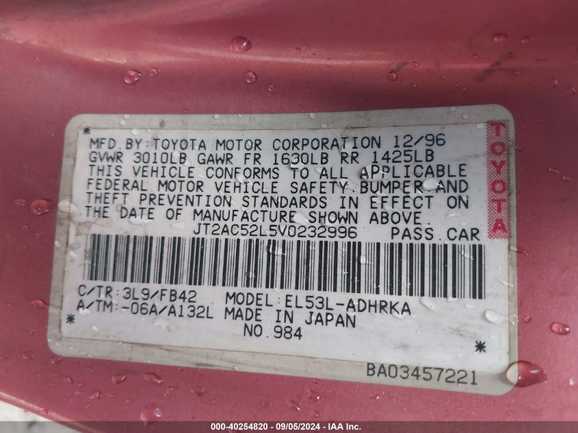 MFD.BY:TOYOTA MOTOR CORPORATION 12/96
GVWR 3010LB GAWR FR 1630LB RR 1425LB
THIS VEHICLE CONFORMS TO ALL APPLICABLE
FEDERAL MOTOR VEHICLE SAFETY.BUMPER AND
THEFT PREVENTION STANDARDS IN EFFECT ON
THE DATE OF MANUFACTURE SHOWN ABOVE.
JT2AC52L5V0232996 PASS.CAR
C/TR:3L9/FB42 MODEL:EL53L-ADHRKA
A/TM:-06A/A132L MADE IN JAPAN
NO.984
BA03457221
TOYOTA
000-40254820 - 09/05/2024 - IAA Inc.